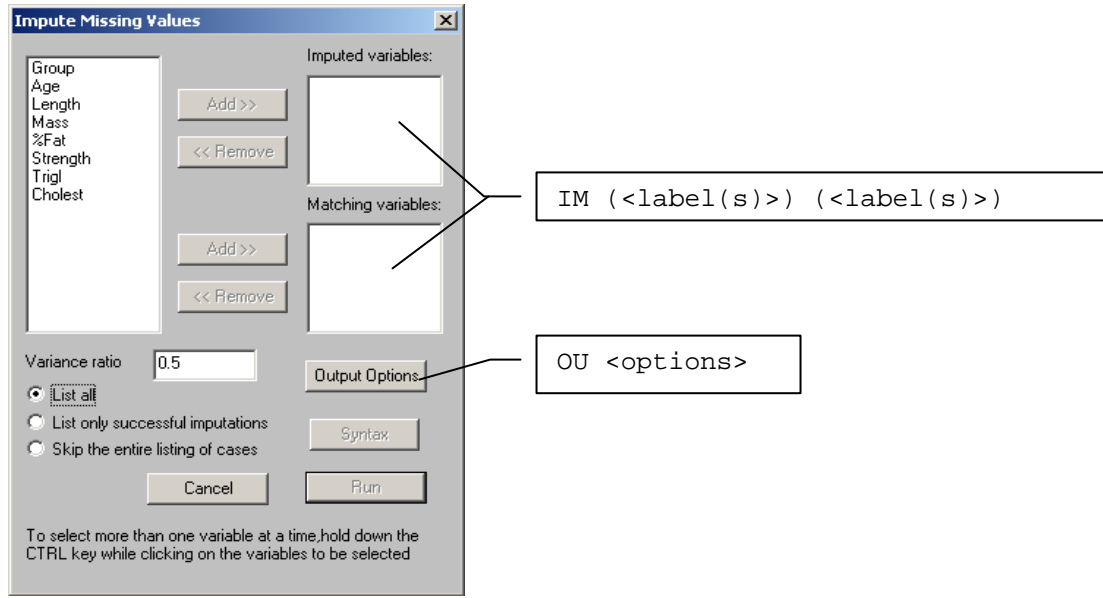 Impute Missing Values
Group
Age
Length
Mass
%Fat
Strength
Trigl
Cholest
Add >>
<< Remove
Imputed variables:
Matching variables:
Add >>
<< Remove
IM (<label(s)>) (<label(s)>)
Variance ratio
0.5
Output Options
OU <options>
List all
List only successful imputations
Skip the entire listing of cases
Syntax
Cancel
Run
To select more than one variable at a time,hold down the
CTRL key while clicking on the variables to be selected